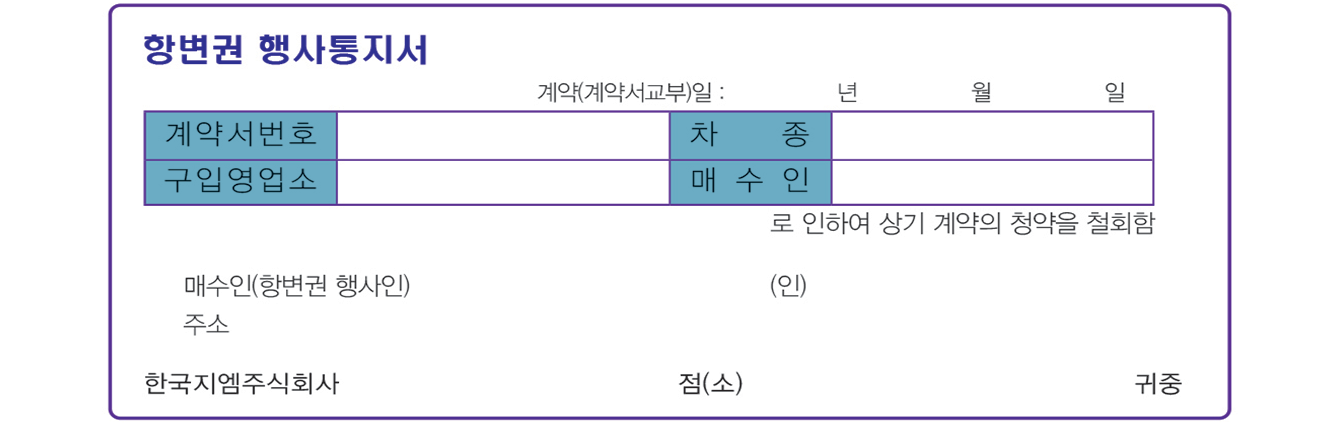 항변권 행사통지서
계약(계약서교부)일 : 년 월 일
계약서번호 차 종
구입영업소 매 수 인
로 인하여 상기 계약의 청약을 철회함
매수인(항변권 행사인) (인)
주소
한국지엠주식회사 점(소) 귀중